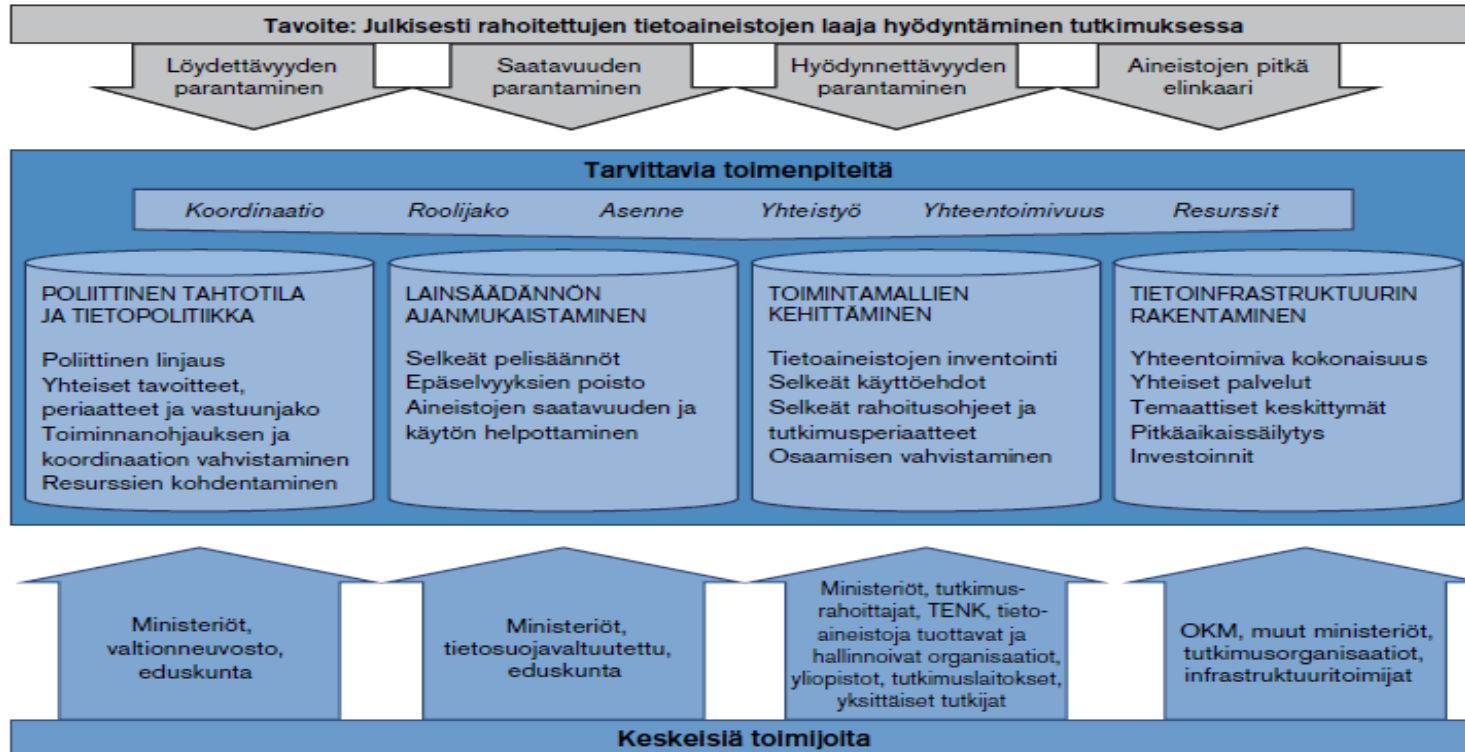 Tavoite: Julkisesti rahoitettujen tietoaineistojen laaja hyödyntäminen tutkimuksessa
Löydettävyyden
parantaminen
Saatavuuden
parantaminen
Hyödynnettävyyden
parantaminen
Aineistojen pitkä
elinkaari
Tarvittavia toimenpiteitä
Koordinaatio Roolijako Asenne Yhteistyö Yhteentoimivuus Resurssit
POLIITTINEN TAHTOTILA
JA TIETOPOLITIIKKA
Poliittinen linjaus
Yhteiset tavoitteet,
periaatteet ja vastuunjako
Toiminnanohjauksen ja
koordinaation vahvistaminen
Resurssien kohdentaminen
LAINSÄÄDÄNNÖN
AJANMUKAISTAMINEN
Selkeät pelisäännöt
Epäselvyyksien poisto
Aineistojen saatavuuden ja
käytön helpottaminen
TOIMINTAMALLIEN
KEHITTÄMINEN
Tietoaineistojen inventointi
Selkeät käyttöehdot
Selkeät rahoitusohjeet ja
tutkimusperiaatteet
Osaamisen vahvistaminen
TIETOINFRASTRUKTUURIN
RAKENTAMINEN
Yhteentoimiva kokonaisuus
Yhteiset palvelut
Temaattiset keskittymät
Pitkäaikaissäilytys
Investoinnit
Ministeriöt,
valtionneuvosto,
eduskunta
Ministeriöt,
tietosuojavaltuutettu,
eduskunta
Ministeriöt, tutkimus-
rahoittajat, TENK, tieto-
aineistoja tuottavat ja
hallinnoivat organisaatiot,
yliopistot, tutkimuslaitokset,
yksittäiset tutkijat
OKM, muut ministeriöt,
tutkimusorganisaatiot,
infrastruktuuritoimijat
Keskeisiä toimijoita